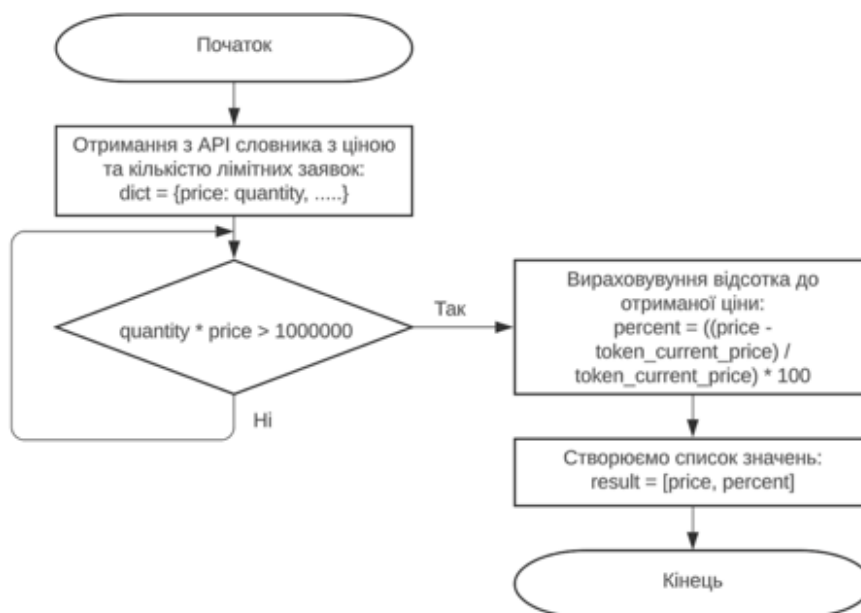 Початок
Отримання з API словника з ціною
та кількістю лімітних заявок:
dict = {price: quantity, .....}
quantity * price > 1000000
Так
Ні
Вираховувуння відсотка до
отриманої ціни:
percent = ((price -
token_current_price) /
token_current_price) * 100
Створюємо список значень:
result = [price, percent]
Кінець